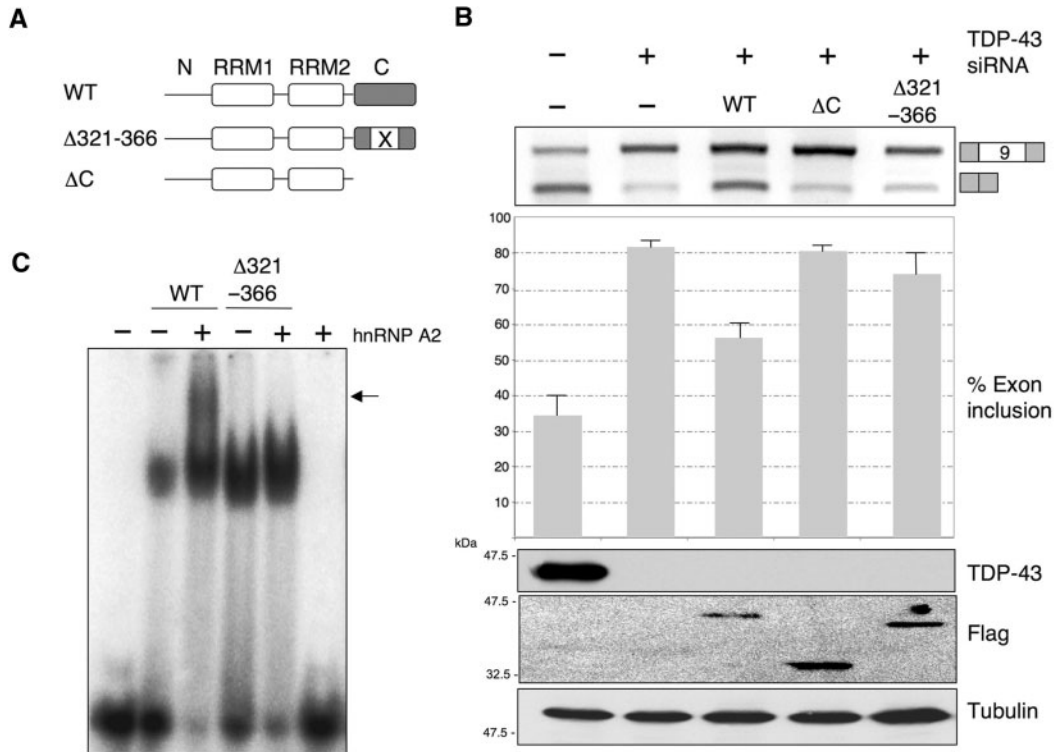 A
N RRM1 RRM2 C
WT
Δ321-366 X
ΔC
B
– + + + + TDP-43 siRNA
– – WT ΔC Δ321 –366
9
100
90
80
70
60
50
40
30
20
10
% Exon inclusion
kDa
47.5 - TDP-43
47.5 - Flag
32.5 -
Tubulin
47.5 -
C
WT Δ321 –366
– – + – + + hnRNP A2